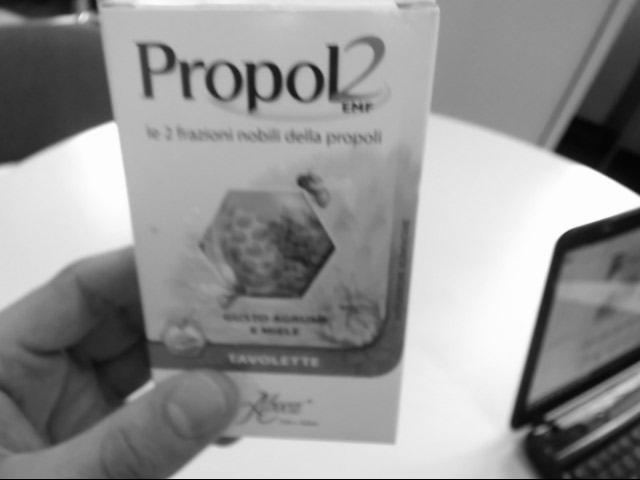 Propol2
EMF
le 2 frazioni nobili della propoli
GUSTO AGRUMI
E MIELE
TAVOLETTE
Aboca